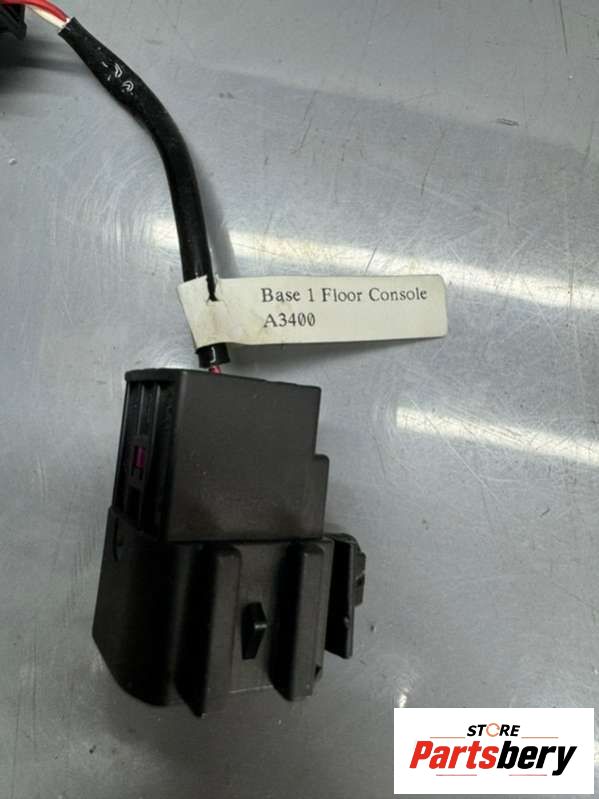 Base 1 Floor Console
A3400
STORE
Partsbery